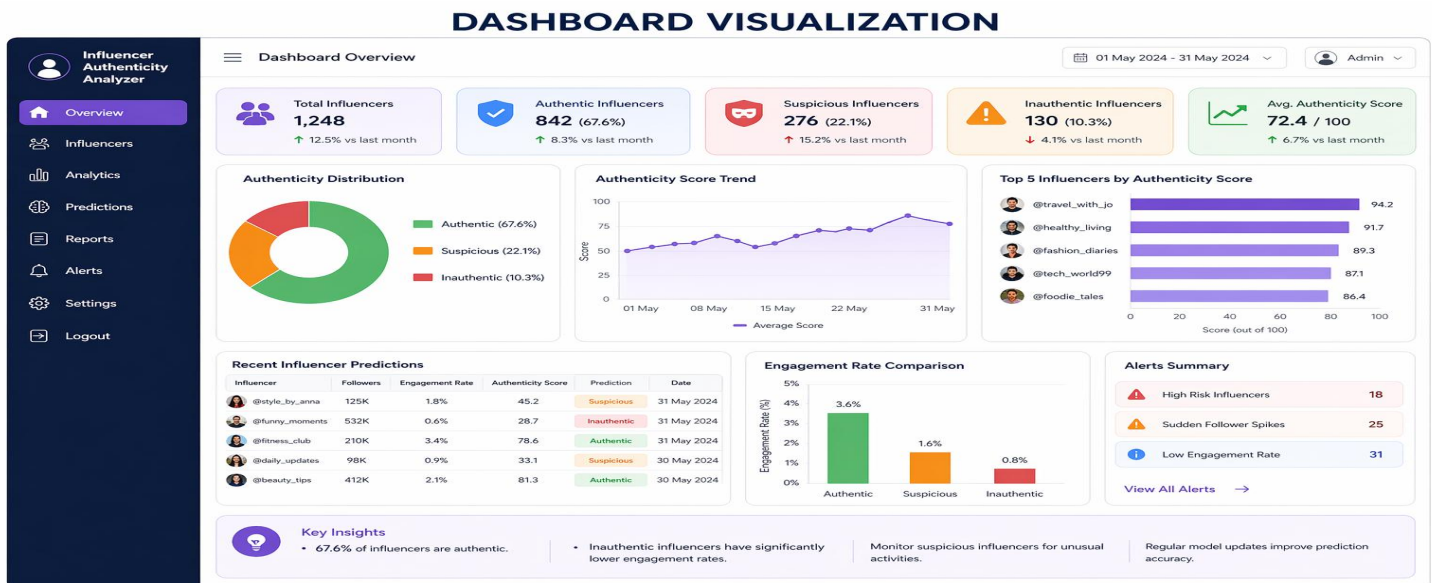 DASHBOARD VISUALIZATION
Influencer
Authenticity
Analyzer
Overview
Influencers
Analytics
Predictions
Reports
Alerts
Settings
Logout
Dashboard Overview
01 May 2024 - 31 May 2024
Admin
Total Influencers
1,248
↑ 12.5% vs last month
Authentic Influencers
842 (67.6%)
↑ 8.3% vs last month
Suspicious Influencers
276 (22.1%)
↑ 15.2% vs last month
Inauthentic Influencers
130 (10.3%)
↓ 4.1% vs last month
Avg. Authenticity Score
72.4 / 100
↑ 6.7% vs last month
Authenticity Distribution
Authentic (67.6%)
Suspicious (22.1%)
Inauthentic (10.3%)
Authenticity Score Trend
Score
100
75
50
25
0
01 May 08 May 15 May 22 May 31 May
Average Score
Top 5 Influencers by Authenticity Score
@travel_with_jo 94.2
@healthy_living 91.7
@fashion_diaries 89.3
@tech_world99 87.1
@foodie_tales 86.4
0 20 40 60 80 100
Score (out of 100)
Recent Influencer Predictions
Influencer Followers Engagement Rate Authenticity Score Prediction Date
@style_by_anna 125K 1.8% 45.2 Suspicious 31 May 2024
@funny_moments 532K 0.6% 28.7 Inauthentic 31 May 2024
@fitness_club 210K 3.4% 78.6 Authentic 31 May 2024
@daily_updates 98K 0.9% 33.1 Suspicious 30 May 2024
@beauty_tips 412K 2.1% 81.3 Authentic 30 May 2024
Engagement Rate Comparison
Engagement Rate (%)
5%
4%
3%
2%
1%
0%
3.6%
1.6%
0.8%
Authentic Suspicious Inauthentic
Alerts Summary
High Risk Influencers 18
Sudden Follower Spikes 25
Low Engagement Rate 31
View All Alerts →
Key Insights
• 67.6% of influencers are authentic.
• Inauthentic influencers have significantly
lower engagement rates.
Monitor suspicious influencers for unusual
activities.
Regular model updates improve prediction
accuracy.